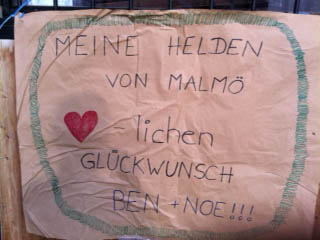 MEINE HELDEN
VON MALMÖ
❤ - lichen
GLÜCKWUNSCH
BEN + NOE!!!